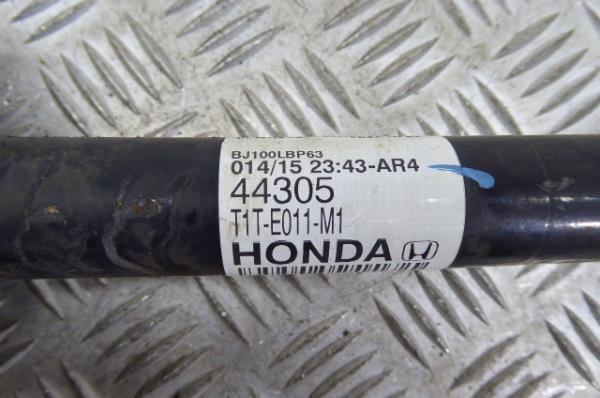 BJ100LBP63
014/15 23:43-AR4
44305
T1T-E011-M1
HONDA